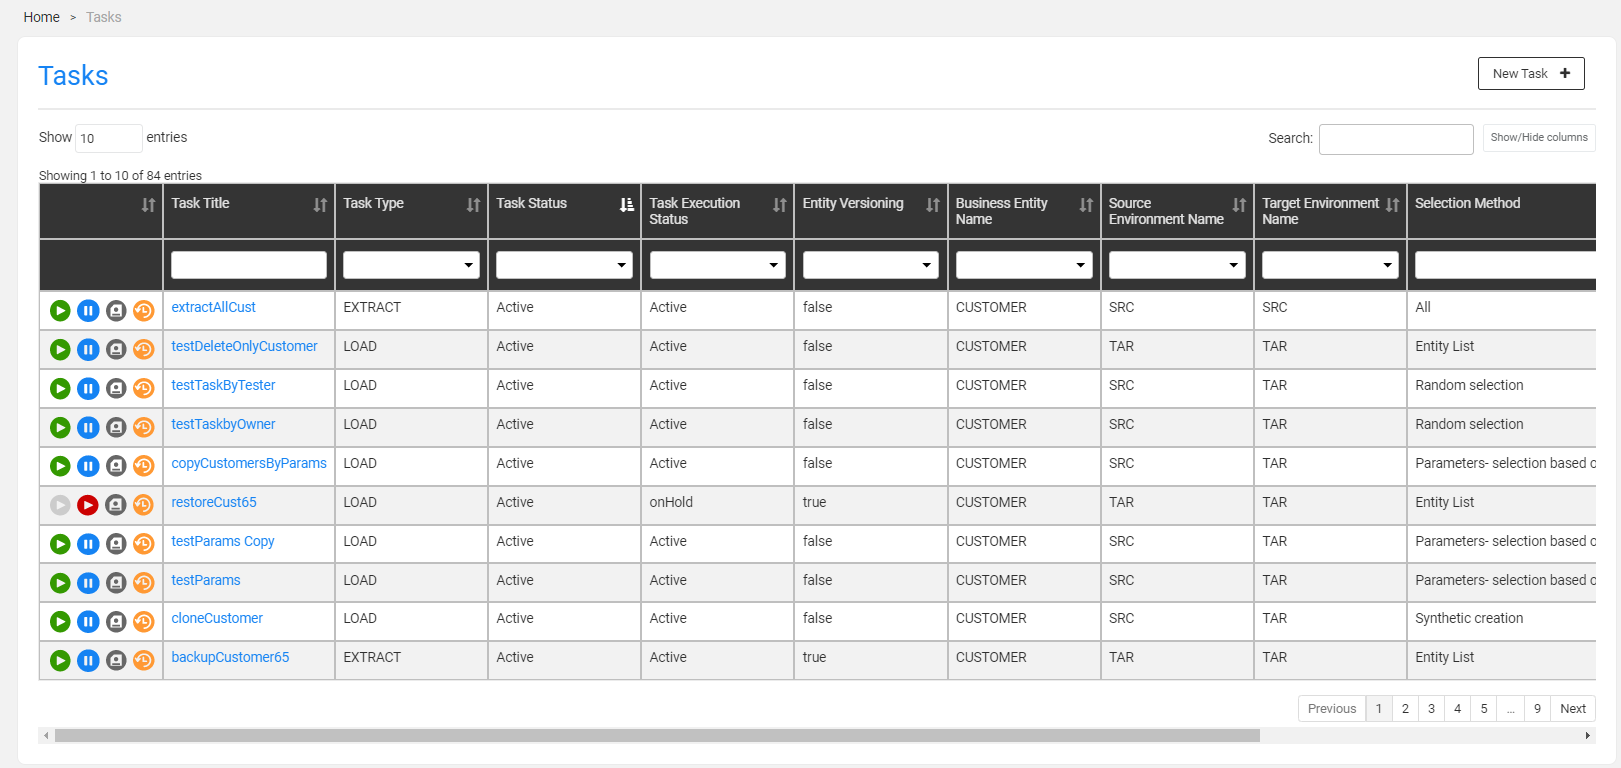 Home > Tasks
Tasks
New Task +
Show 10 entries
Search:
Show/Hide columns
Showing 1 to 10 of 84 entries
Task Title Task Type Task Status Task Execution Status Entity Versioning Business Entity Name Source Environment Name Target Environment Name Selection Method
extractAllCust EXTRACT Active Active false CUSTOMER SRC SRC All
testDeleteOnlyCustomer LOAD Active Active false CUSTOMER TAR TAR Entity List
testTaskByTester LOAD Active Active false CUSTOMER SRC TAR Random selection
testTaskbyOwner LOAD Active Active false CUSTOMER SRC TAR Random selection
copyCustomersByParams LOAD Active Active false CUSTOMER SRC TAR Parameters- selection based o
restoreCust65 LOAD Active onHold true CUSTOMER TAR TAR Entity List
testParams Copy LOAD Active Active false CUSTOMER SRC TAR Parameters- selection based o
testParams LOAD Active Active false CUSTOMER SRC TAR Parameters- selection based o
cloneCustomer LOAD Active Active false CUSTOMER SRC TAR Synthetic creation
backupCustomer65 EXTRACT Active Active true CUSTOMER TAR TAR Entity List
Previous 1 2 3 4 5 ... 9 Next